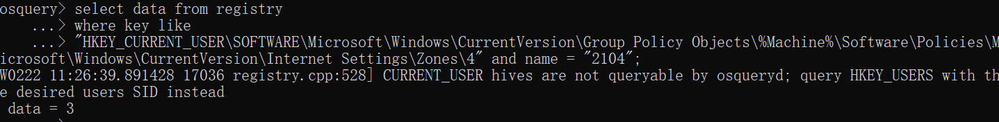 osquery> select data from registry
...> where key like
...> "HKEY_CURRENT_USER\SOFTWARE\Microsoft\Windows\CurrentVersion\Group Policy Objects\%Machine%\Software\Policies\M
icrosoft\Windows\CurrentVersion\Internet Settings\Zones\4" and name = "2104";
W0222 11:26:39.891428 17036 registry.cpp:528] CURRENT_USER hives are not queryable by osqueryd; query HKEY_USERS with th
e desired users SID instead
data = 3